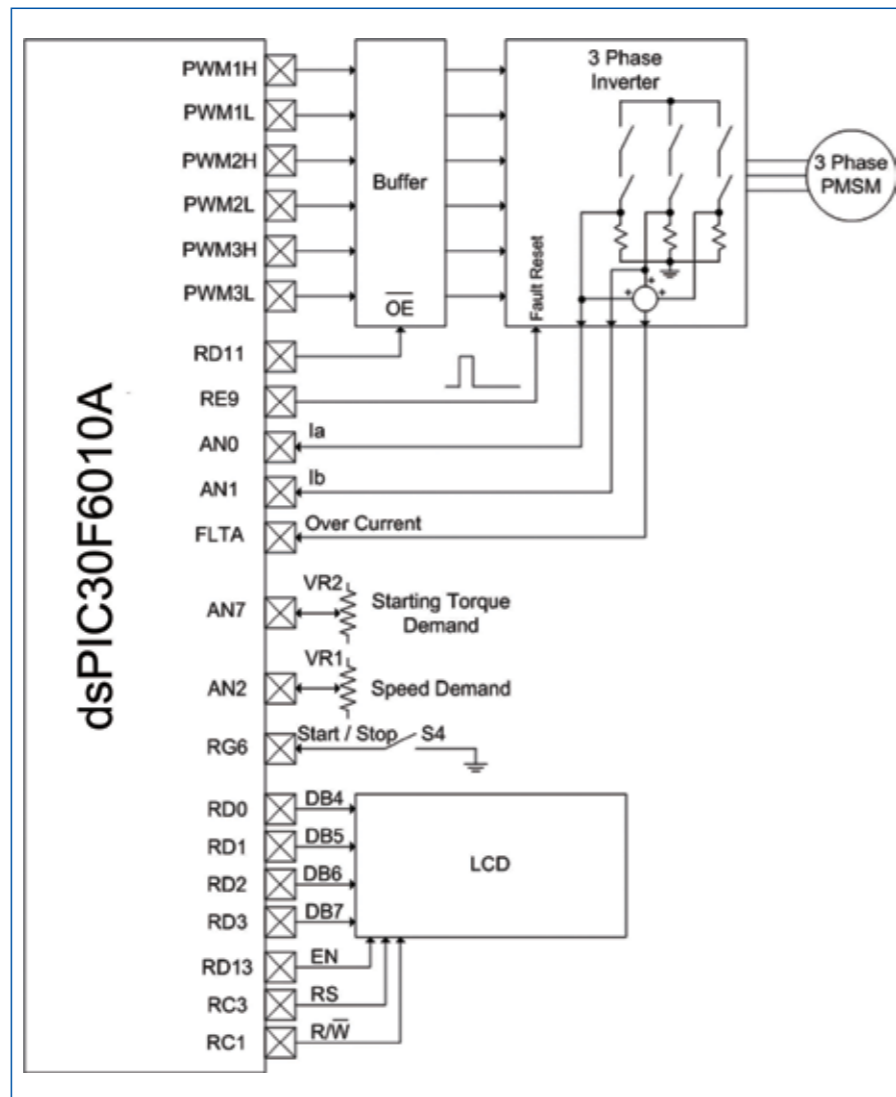 dsPIC30F6010A
PWM1H
PWM1L
PWM2H
PWM2L
PWM3H
PWM3L
RD11
RE9
AN0
AN1
FLTA
AN7
AN2
RG6
RD0
RD1
RD2
RD3
RD13
RC3
RC1
Buffer
OE
3 Phase
Inverter
Fault Reset
3 Phase
PMSM
Ia
Ib
Over Current
VR2
Starting Torque
Demand
VR1
Speed Demand
Start / Stop
S4
DB4
DB5
DB6
DB7
LCD
EN
RS
R/W̅
+ + +